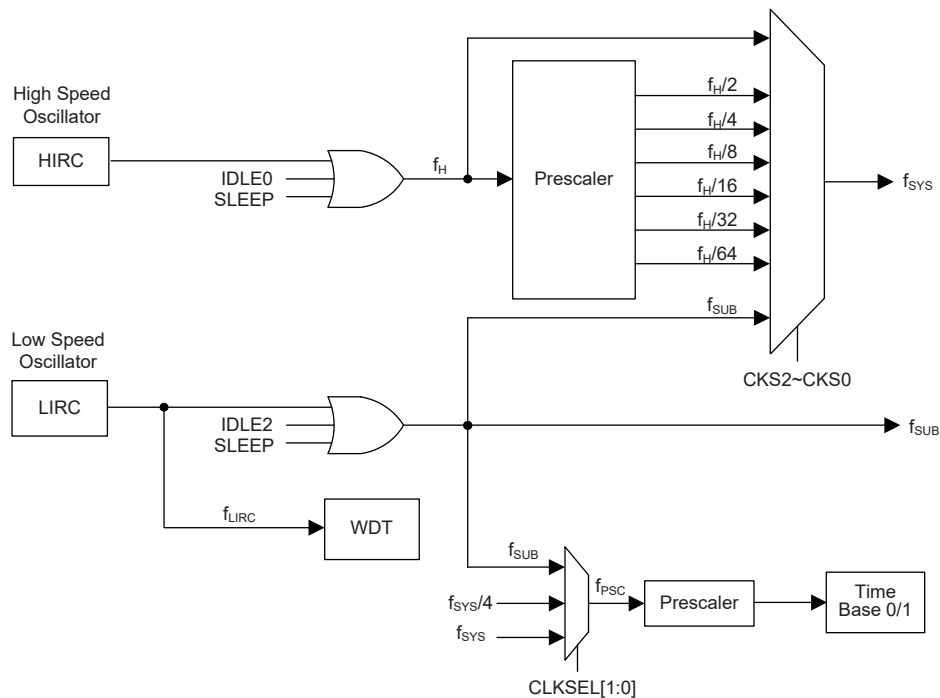 High Speed
Oscillator
HIRC
IDLE0
SLEEP
fH
Prescaler
fH/2
fH/4
fH/8
fH/16
fH/32
fH/64
fSUB
fSYS
CKS2~CKS0
Low Speed
Oscillator
LIRC
IDLE2
SLEEP
fSUB
fLIRC
WDT
fSUB
fSYS/4
fSYS
fPSC
Prescaler
Time
Base 0/1
CLKSEL[1:0]